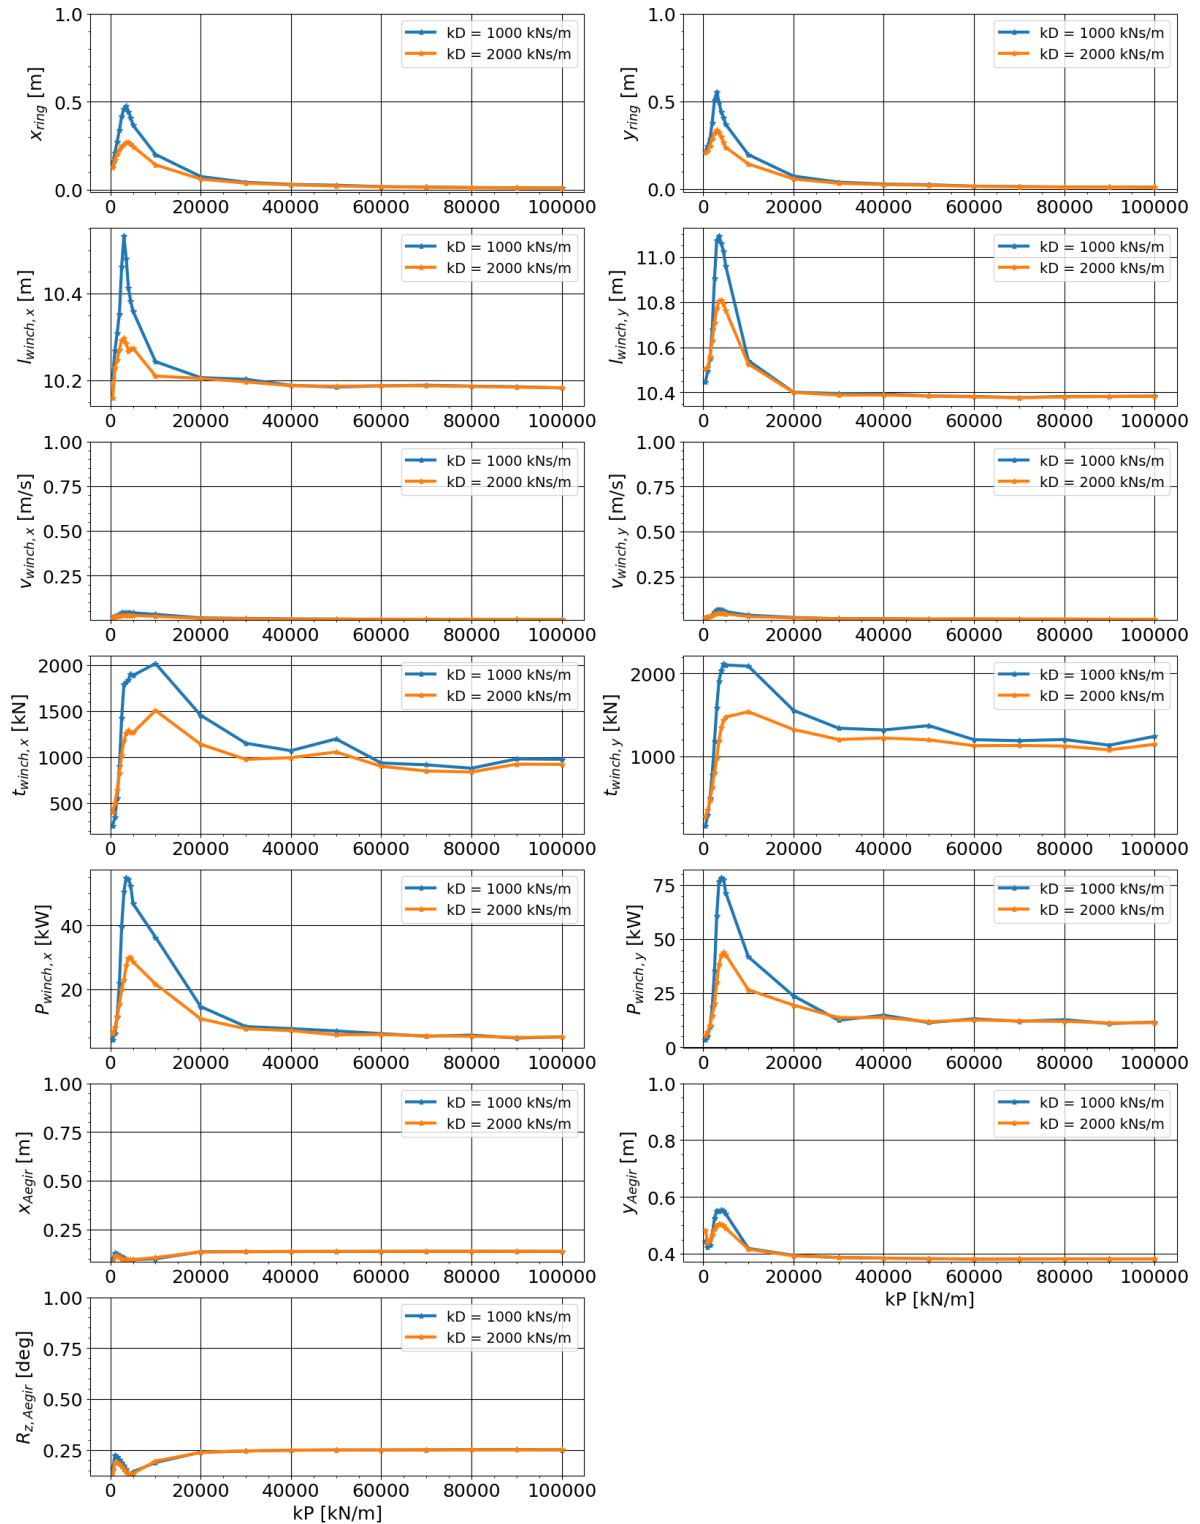 1.0
0.5
0.0
x_ring [m]
kD = 1000 kNs/m
kD = 2000 kNs/m
0 20000 40000 60000 80000 100000
1.0
0.5
0.0
y_ring [m]
kD = 1000 kNs/m
kD = 2000 kNs/m
0 20000 40000 60000 80000 100000
10.4
10.2
l_winch,x [m]
kD = 1000 kNs/m
kD = 2000 kNs/m
0 20000 40000 60000 80000 100000
11.0
10.8
10.6
10.4
l_winch,y [m]
kD = 1000 kNs/m
kD = 2000 kNs/m
0 20000 40000 60000 80000 100000
1.00
0.75
0.50
0.25
v_winch,x [m/s]
kD = 1000 kNs/m
kD = 2000 kNs/m
0 20000 40000 60000 80000 100000
1.00
0.75
0.50
0.25
v_winch,y [m/s]
kD = 1000 kNs/m
kD = 2000 kNs/m
0 20000 40000 60000 80000 100000
2000
1500
1000
500
t_winch,x [kN]
kD = 1000 kNs/m
kD = 2000 kNs/m
0 20000 40000 60000 80000 100000
2000
1000
t_winch,y [kN]
kD = 1000 kNs/m
kD = 2000 kNs/m
0 20000 40000 60000 80000 100000
40
20
P_winch,x [kW]
kD = 1000 kNs/m
kD = 2000 kNs/m
0 20000 40000 60000 80000 100000
75
50
25
0
P_winch,y [kW]
kD = 1000 kNs/m
kD = 2000 kNs/m
0 20000 40000 60000 80000 100000
1.00
0.75
0.50
0.25
x_Aegir [m]
kD = 1000 kNs/m
kD = 2000 kNs/m
0 20000 40000 60000 80000 100000
1.0
0.8
0.6
0.4
y_Aegir [m]
kD = 1000 kNs/m
kD = 2000 kNs/m
0 20000 40000 60000 80000 100000
kP [kN/m]
1.00
0.75
0.50
0.25
R_z,Aegir [deg]
kD = 1000 kNs/m
kD = 2000 kNs/m
0 20000 40000 60000 80000 100000
kP [kN/m]